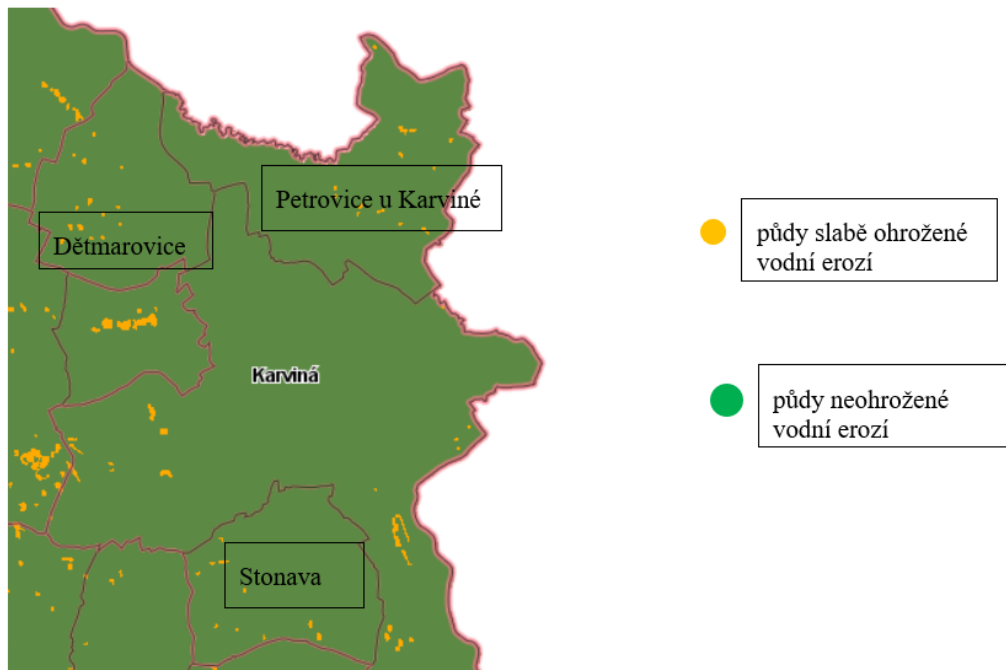 Petrovice u Karviné
Dětmarovice
Karviná
Stonava
půdy slabě ohrožené
vodní erozí
půdy neohrožené
vodní erozí